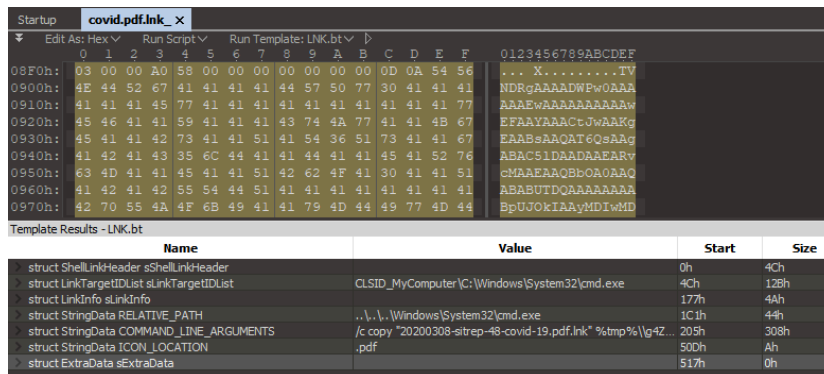 Startup covid.pdf.lnk_ ×
Edit As: Hex Run Script Run Template: LNK.bt
0 1 2 3 4 5 6 7 8 9 A B C D E F 0123456789ABCDEF
08F0h: 03 00 00 A0 58 00 00 00 00 00 00 00 0D 0A 54 56 ... X.........TV
0900h: 4E 44 52 67 41 41 41 41 44 57 50 77 30 41 41 41 NDRgAAAADWPw0AAA
0910h: 41 41 41 45 77 41 41 41 41 41 41 41 41 41 41 77 AAAEwAAAAAAAAAAw
0920h: 45 46 41 41 59 41 41 41 43 74 4A 77 41 41 4B 67 EFAAYAAACtJwAAKg
0930h: 45 41 41 42 73 41 41 51 41 54 36 51 73 41 41 67 EAABsAAQAT6QsAAg
0940h: 41 42 41 43 35 6C 44 41 41 44 41 41 45 41 52 76 ABAC5lDAADAAEARv
0950h: 63 4D 41 41 45 41 41 51 42 62 4F 41 30 41 41 51 cMAAEAAQBbOA0AAQ
0960h: 41 42 41 42 55 54 44 51 41 41 41 41 41 41 41 41 ABABUTDQAAAAAAAA
0970h: 42 70 55 4A 4F 6B 49 41 41 79 4D 44 49 77 4D 44 BpUJOkIAAyMDIwMD
Template Results - LNK.bt
Name Value Start Size
struct ShellLinkHeader sShellLinkHeader 0h 4Ch
struct LinkTargetIDList sLinkTargetIDList CLSID_MyComputer\C:\Windows\System32\cmd.exe 4Ch 12Bh
struct LinkInfo sLinkInfo 177h 4Ah
struct StringData RELATIVE_PATH ..\..\..\Windows\System32\cmd.exe 1C1h 44h
struct StringData COMMAND_LINE_ARGUMENTS /c copy "20200308-sitrep-48-covid-19.pdf.lnk" %tmp%\\g4Z... 205h 308h
struct StringData ICON_LOCATION .pdf 50Dh Ah
struct ExtraData sExtraData 517h 0h